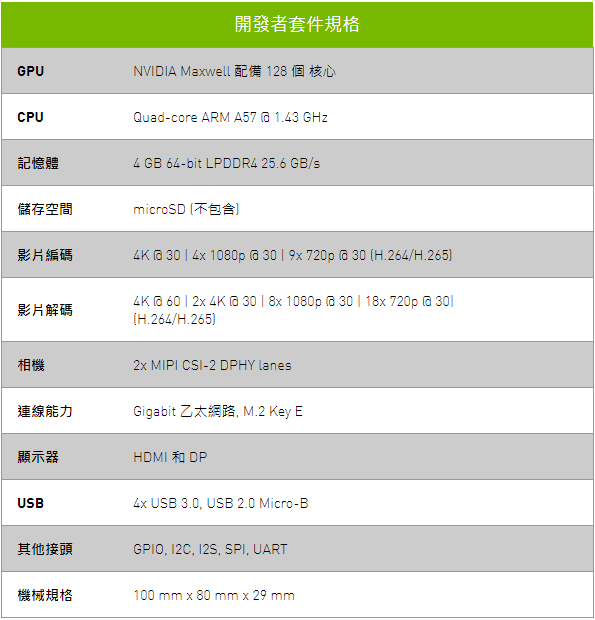 開發者套件規格
GPU NVIDIA Maxwell 配備 128 個 核心
CPU Quad-core ARM A57 @ 1.43 GHz
記憶體 4 GB 64-bit LPDDR4 25.6 GB/s
儲存空間 microSD (不包含)
影片編碼 4K @ 30 | 4x 1080p @ 30 | 9x 720p @ 30 (H.264/H.265)
影片解碼 4K @ 60 | 2x 4K @ 30 | 8x 1080p @ 30 | 18x 720p @ 30|
(H.264/H.265)
相機 2x MIPI CSI-2 DPHY lanes
連線能力 Gigabit 乙太網路, M.2 Key E
顯示器 HDMI 和 DP
USB 4x USB 3.0, USB 2.0 Micro-B
其他接頭 GPIO, I2C, I2S, SPI, UART
機械規格 100 mm x 80 mm x 29 mm